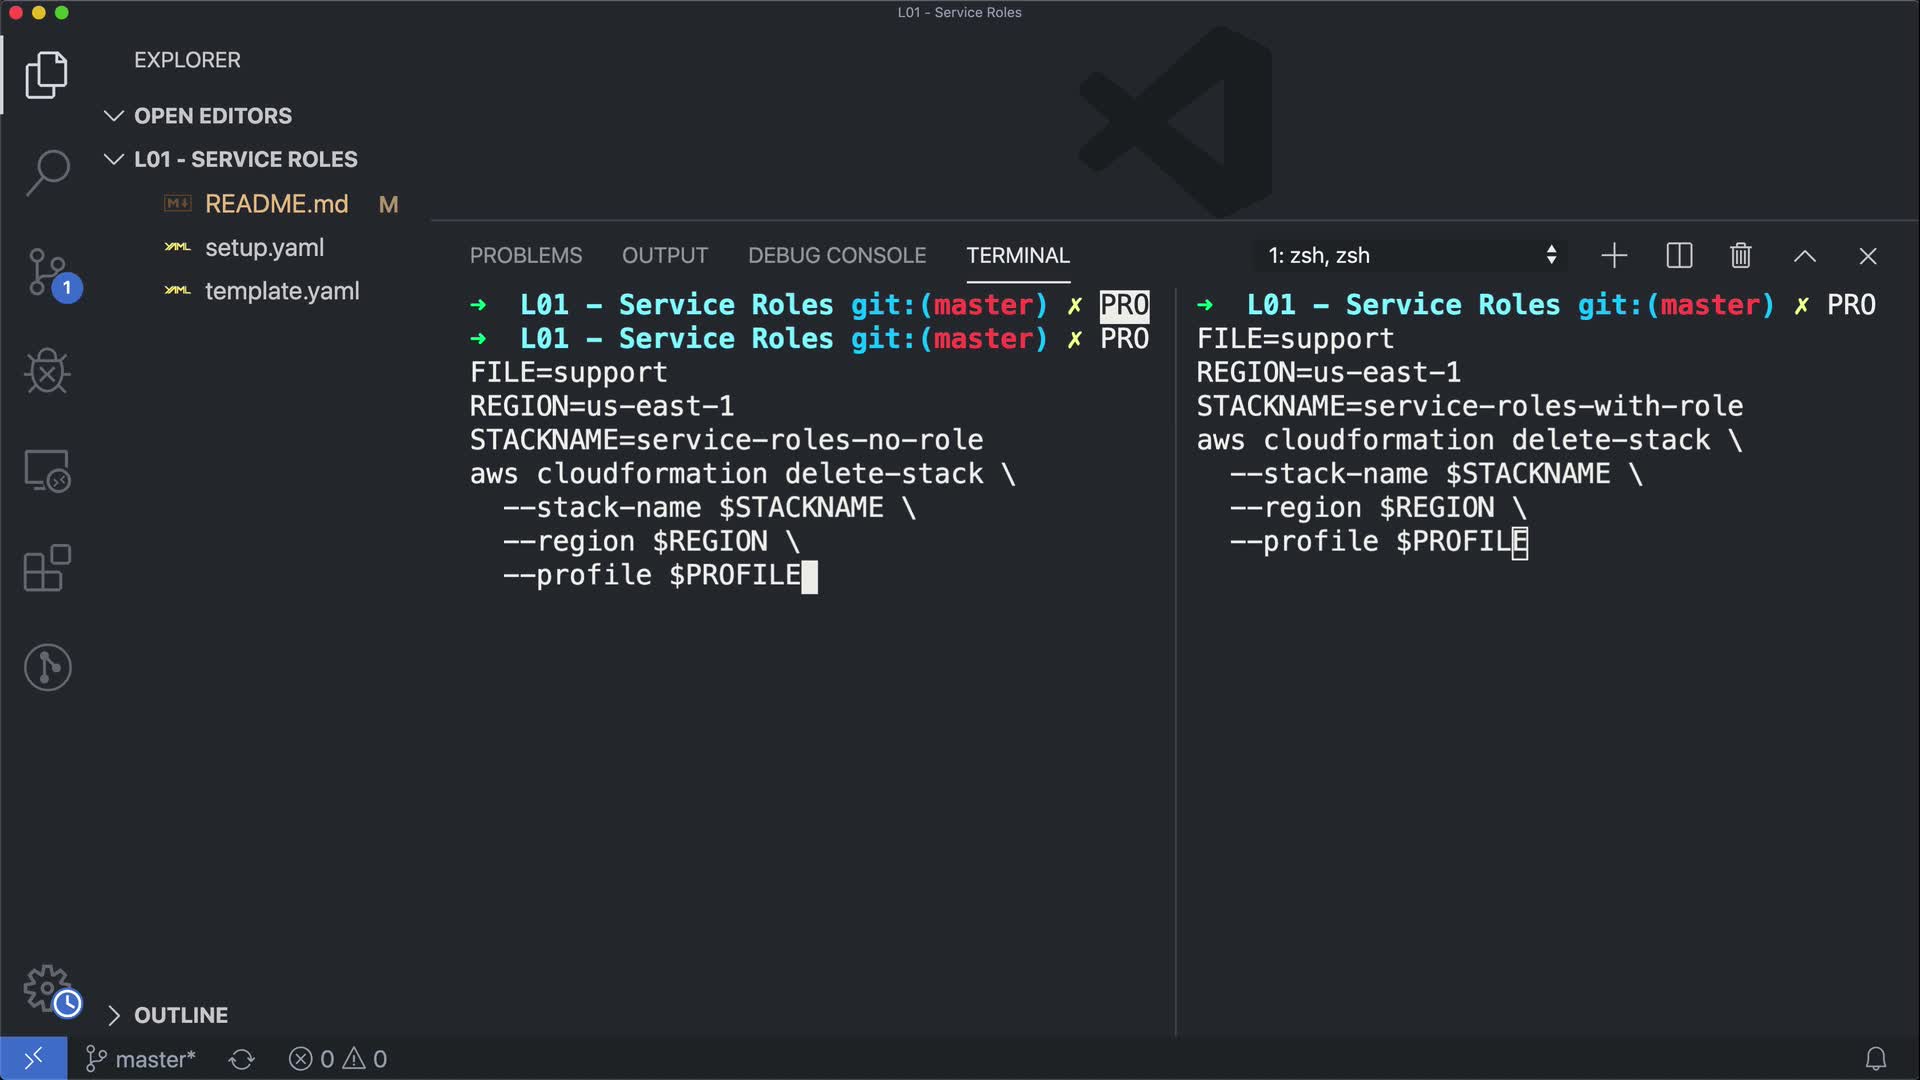 L01 - Service Roles
EXPLORER
OPEN EDITORS
L01 - SERVICE ROLES
README.md M
setup.yaml
template.yaml
1
PROBLEMS OUTPUT DEBUG CONSOLE TERMINAL 1: zsh, zsh
➜ L01 – Service Roles git:(master) ✗ PRO
➜ L01 – Service Roles git:(master) ✗ PRO
FILE=support
REGION=us-east-1
STACKNAME=service-roles-no-role
aws cloudformation delete-stack \
--stack-name $STACKNAME \
--region $REGION \
--profile $PROFILE
➜ L01 – Service Roles git:(master) ✗ PRO
FILE=support
REGION=us-east-1
STACKNAME=service-roles-with-role
aws cloudformation delete-stack \
--stack-name $STACKNAME \
--region $REGION \
--profile $PROFILE
OUTLINE
master* 0 0